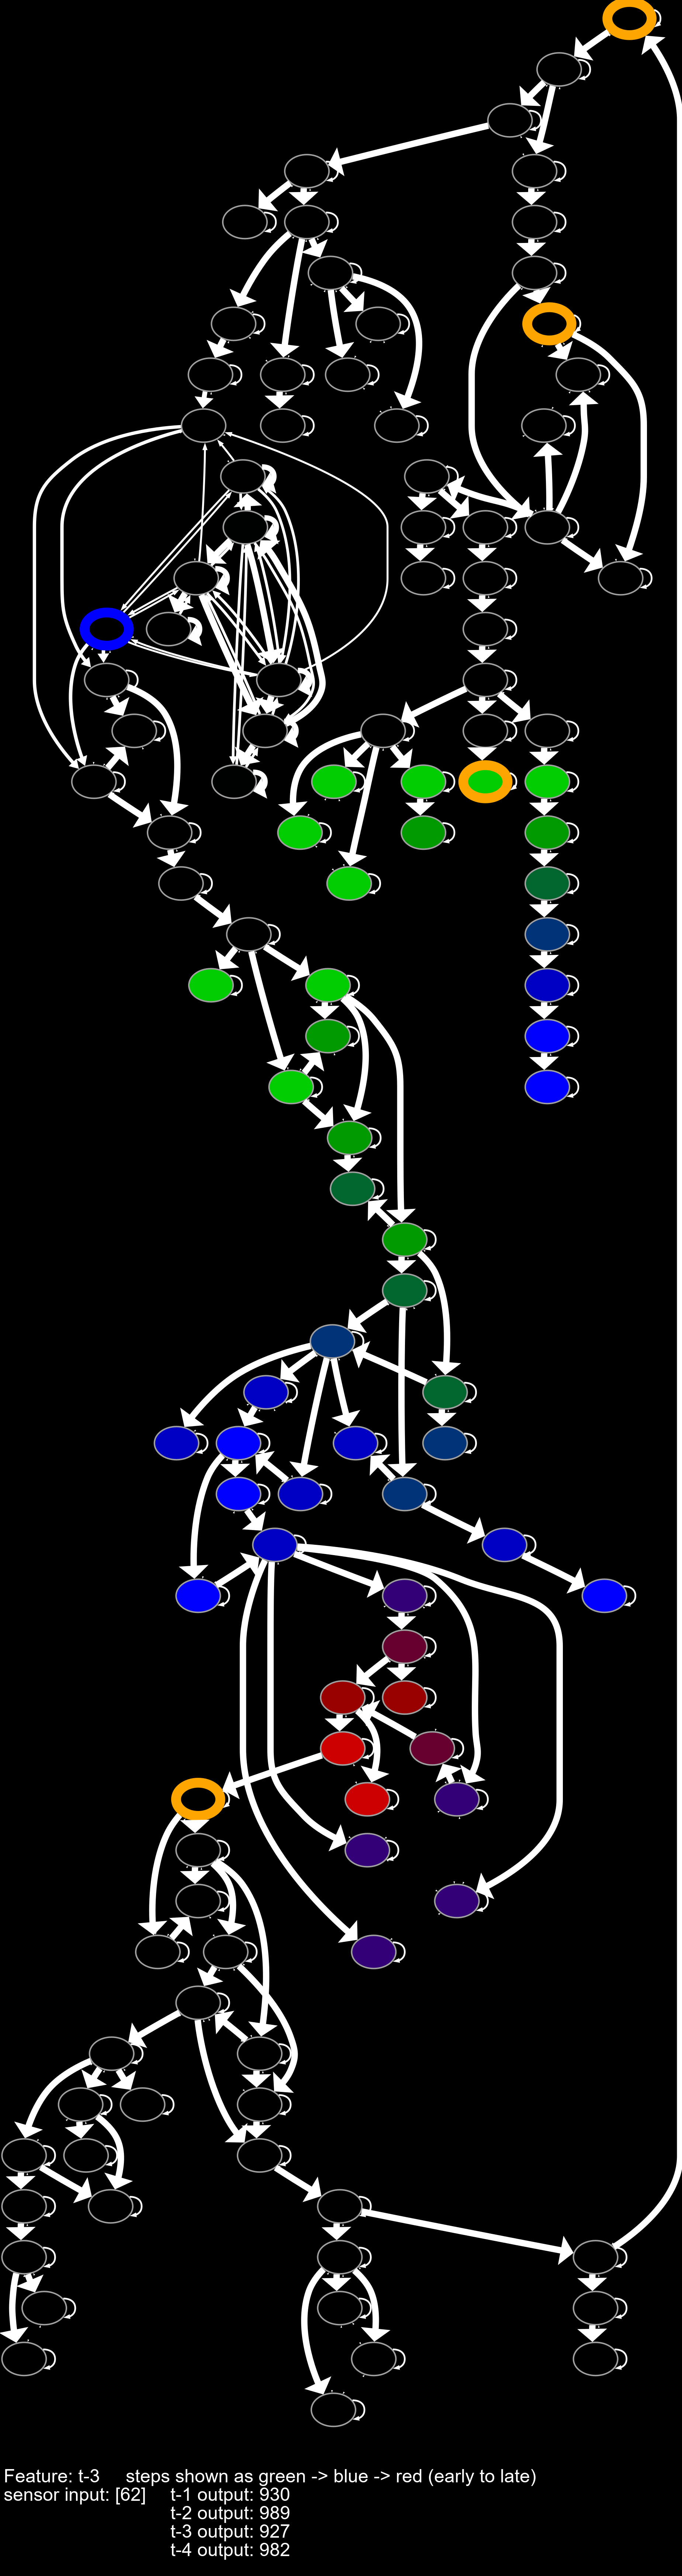 Feature: t-3 steps shown as green -> blue -> red (early to late)
sensor input: [62] t-1 output: 930
t-2 output: 989
t-3 output: 927
t-4 output: 982